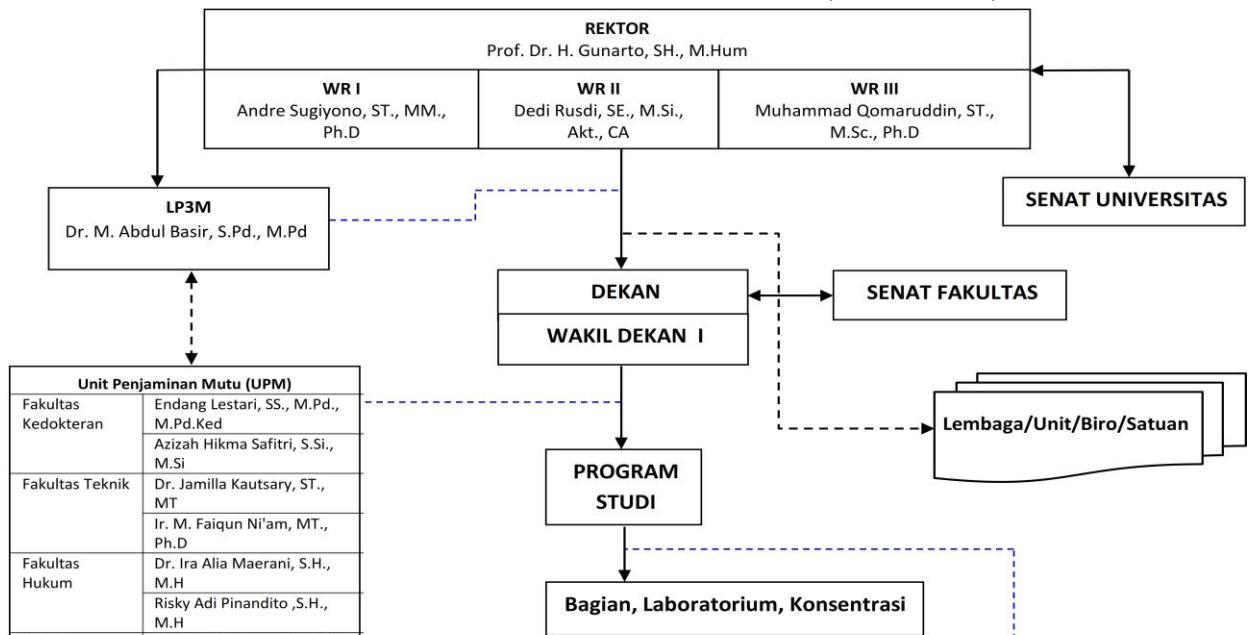 REKTOR
Prof. Dr. H. Gunarto, SH., M.Hum
WR I
Andre Sugiyono, ST., MM.,
Ph.D
WR II
Dedi Rusdi, SE., M.Si.,
Akt., CA
WR III
Muhammad Qomaruddin, ST.,
M.Sc., Ph.D
LP3M
Dr. M. Abdul Basir, S.Pd., M.Pd
SENAT UNIVERSITAS
DEKAN
WAKIL DEKAN I
SENAT FAKULTAS
Lembaga/Unit/Biro/Satuan
Unit Penjaminan Mutu (UPM)
Fakultas
Kedokteran
Endang Lestari, SS., M.Pd.,
M.Pd.Ked
Azizah Hikma Safitri, S.Si.,
M.Si
Fakultas Teknik
Dr. Jamilla Kautsary, ST.,
MT
Ir. M. Faiqun Ni'am, MT.,
Ph.D
Fakultas
Hukum
Dr. Ira Alia Maerani, S.H.,
M.H
Risky Adi Pinandito ,S.H.,
M.H
PROGRAM
STUDI
Bagian, Laboratorium, Konsentrasi